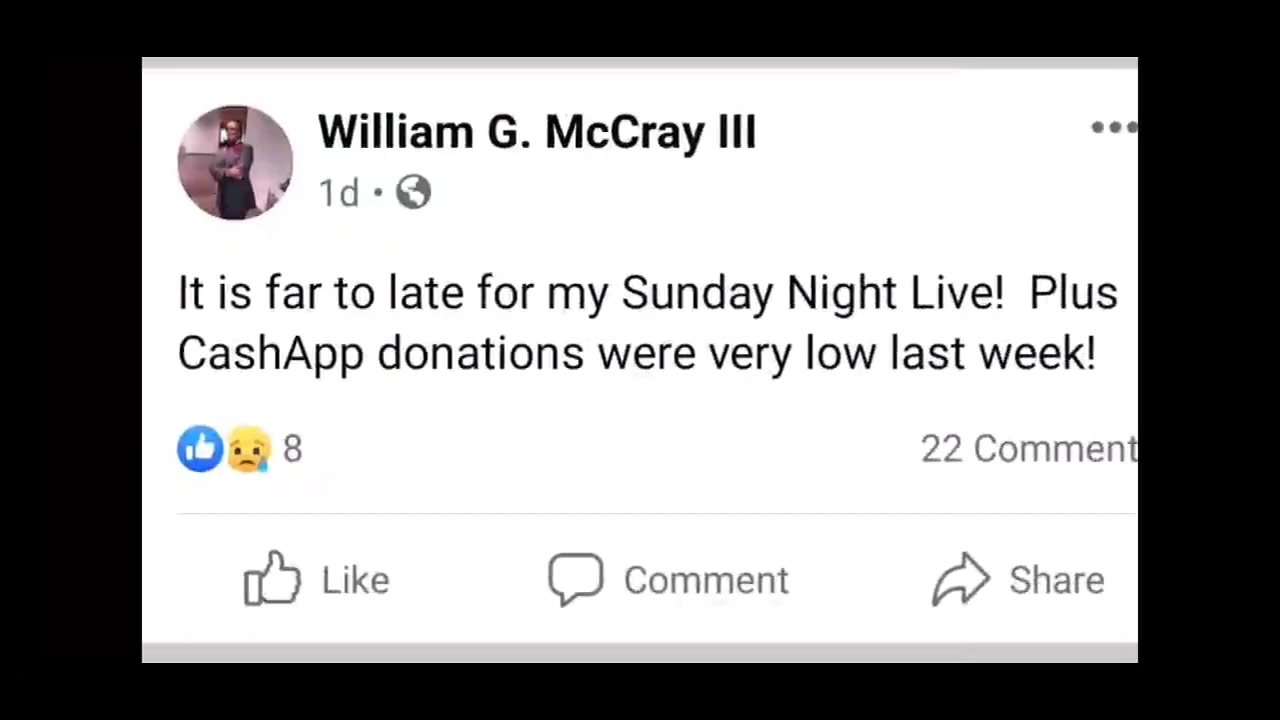 William G. McCray III
1d •
It is far to late for my Sunday Night Live!  Plus
CashApp donations were very low last week!
8
22 Comment
Like
Comment
Share